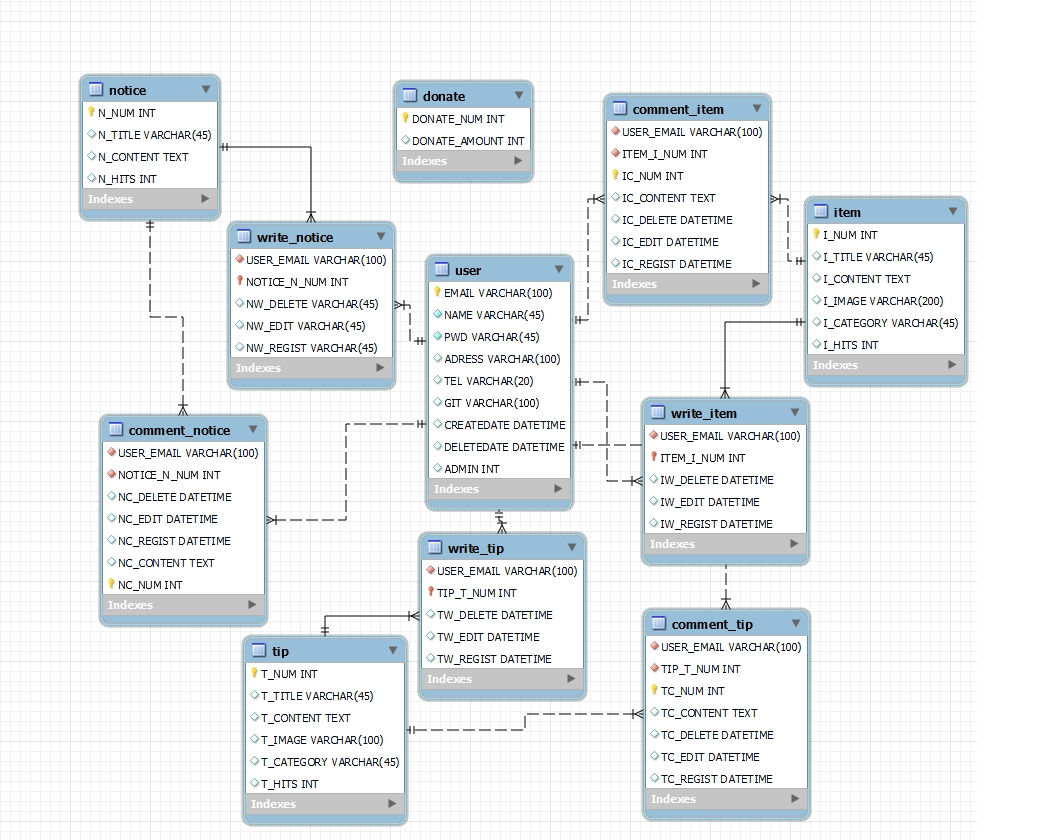 notice
N_NUM INT
N_TITLE VARCHAR(45)
N_CONTENT TEXT
N_HITS INT
Indexes
donate
DONATE_NUM INT
DONATE_AMOUNT INT
Indexes
comment_item
USER_EMAIL VARCHAR(100)
ITEM_I_NUM INT
IC_NUM INT
IC_CONTENT TEXT
IC_DELETE DATETIME
IC_EDIT DATETIME
IC_REGIST DATETIME
Indexes
item
I_NUM INT
I_TITLE VARCHAR(45)
I_CONTENT TEXT
I_IMAGE VARCHAR(200)
I_CATEGORY VARCHAR(45)
I_HITS INT
Indexes
write_notice
USER_EMAIL VARCHAR(100)
NOTICE_N_NUM INT
NW_DELETE VARCHAR(45)
NW_EDIT VARCHAR(45)
NW_REGIST VARCHAR(45)
Indexes
user
EMAIL VARCHAR(100)
NAME VARCHAR(45)
PWD VARCHAR(45)
ADRESS VARCHAR(100)
TEL VARCHAR(20)
GIT VARCHAR(100)
CREATEDATE DATETIME
DELETEDATE DATETIME
ADMIN INT
Indexes
comment_notice
USER_EMAIL VARCHAR(100)
NOTICE_N_NUM INT
NC_DELETE DATETIME
NC_EDIT DATETIME
NC_REGIST DATETIME
NC_CONTENT TEXT
NC_NUM INT
Indexes
write_item
USER_EMAIL VARCHAR(100)
ITEM_I_NUM INT
IW_DELETE DATETIME
IW_EDIT DATETIME
IW_REGIST DATETIME
Indexes
write_tip
USER_EMAIL VARCHAR(100)
TIP_T_NUM INT
TW_DELETE DATETIME
TW_EDIT DATETIME
TW_REGIST DATETIME
Indexes
tip
T_NUM INT
T_TITLE VARCHAR(45)
T_CONTENT TEXT
T_IMAGE VARCHAR(100)
T_CATEGORY VARCHAR(45)
T_HITS INT
Indexes
comment_tip
USER_EMAIL VARCHAR(100)
TIP_T_NUM INT
TC_NUM INT
TC_CONTENT TEXT
TC_DELETE DATETIME
TC_EDIT DATETIME
TC_REGIST DATETIME
Indexes